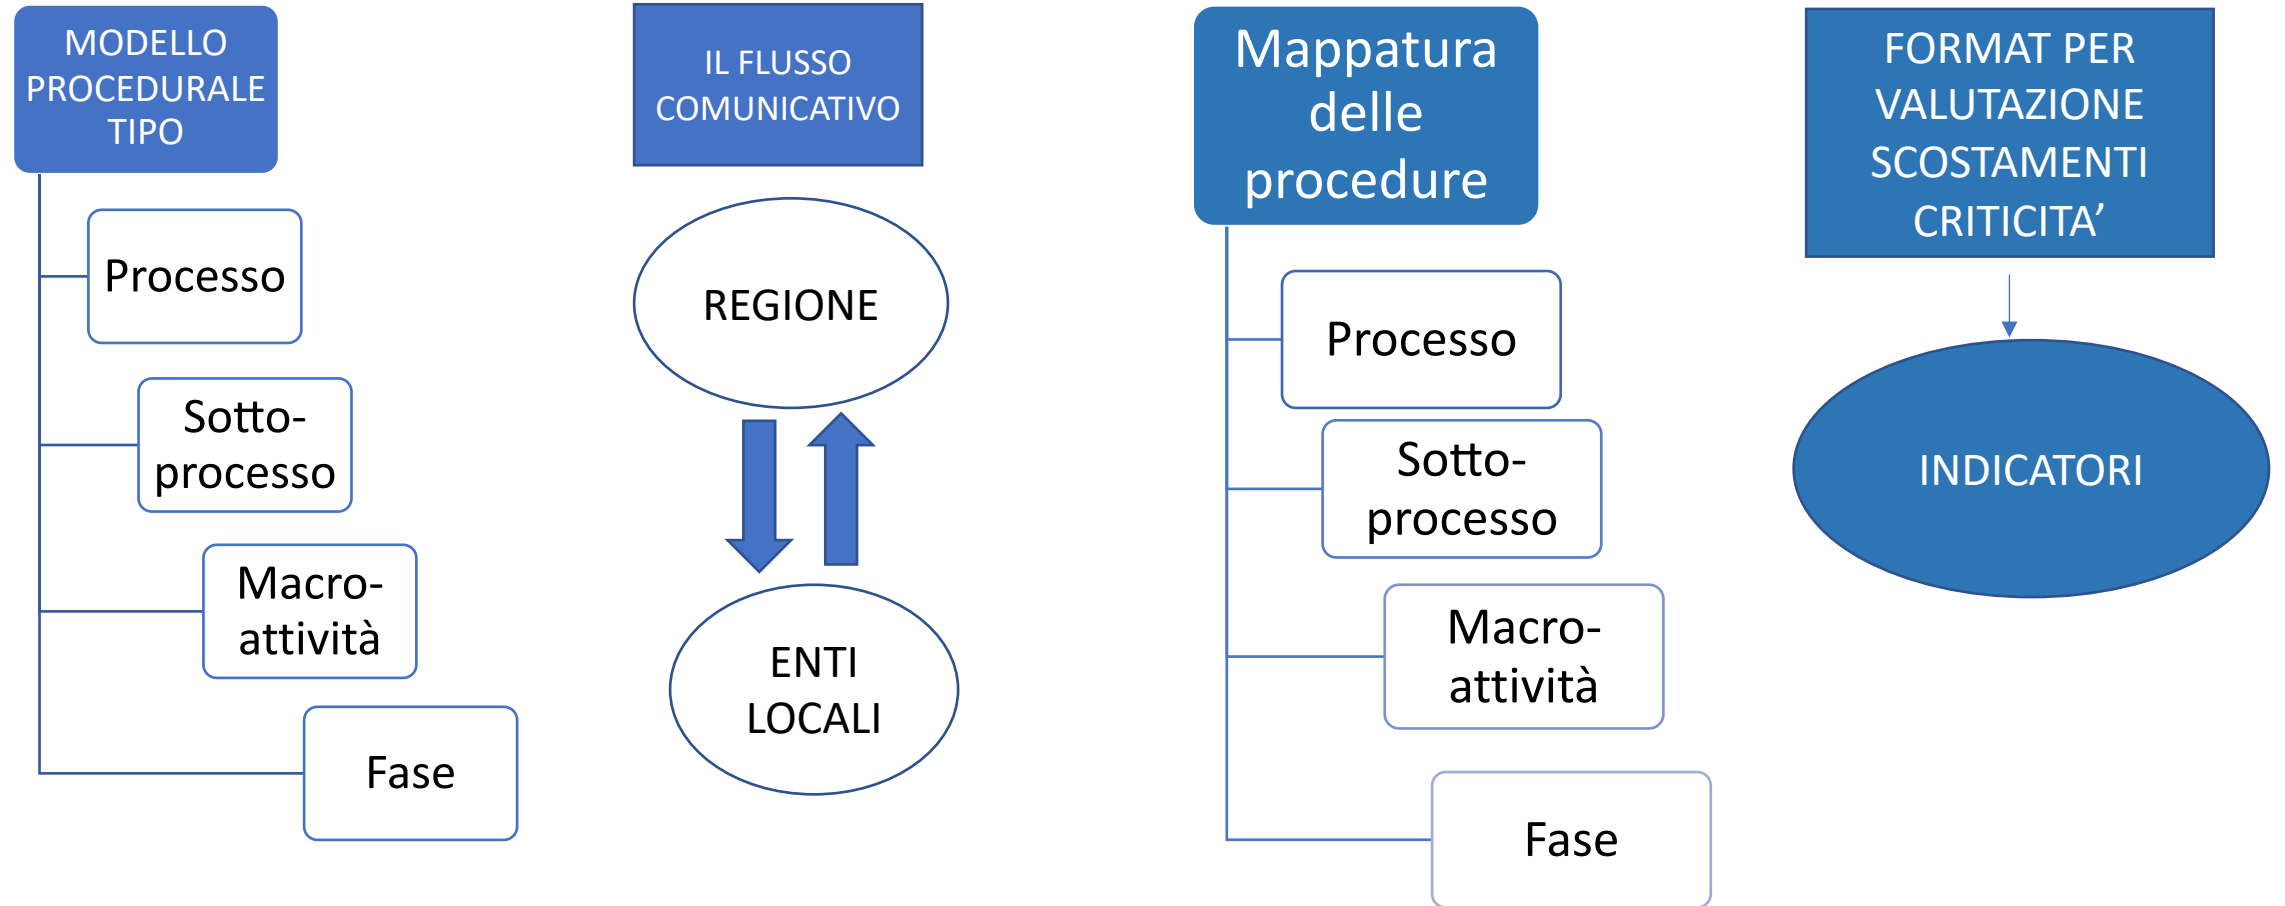 MODELLO
PROCEDURALE
TIPO
Processo
Sotto-
processo
Macro-
attività
Fase
IL FLUSSO
COMUNICATIVO
REGIONE
ENTI
LOCALI
Mappatura
delle
procedure
Processo
Sotto-
processo
Macro-
attività
Fase
FORMAT PER
VALUTAZIONE
SCOSTAMENTI
CRITICITA’
INDICATORI